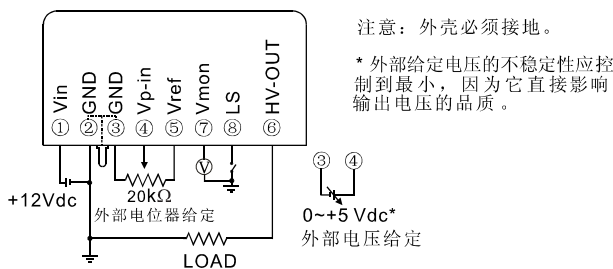 注意：外壳必须接地。
* 外部给定电压的不稳定性应控
制到最小，因为它直接影响
输出电压的品质。
Vin
GND
GND
Vp-in
Vref
Vmon
LS
HV-OUT
① ② ③ ④ ⑤ ⑦ ⑧ ⑥
V
+12Vdc
20kΩ
外部电位器给定
LOAD
③ ④
0~+5 Vdc*
外部电压给定